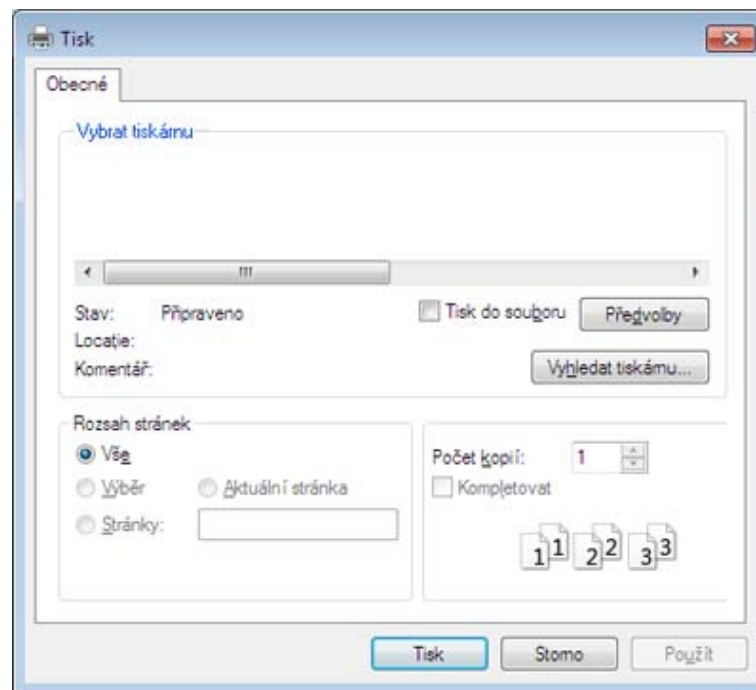 Tisk
Obecné
Vybrat tiskárnu
Stav: Připraveno
Tisk do souboru
Předvolby
Locaţie:
Komentář:
Vyhledat tiskárnu...
Rozsah stránek
Vše
Výběr
Aktuální stránka
Stránky:
Počet kopií: 1
Kompletovat
1 1 2 2 3 3
Tisk
Storno
Použít